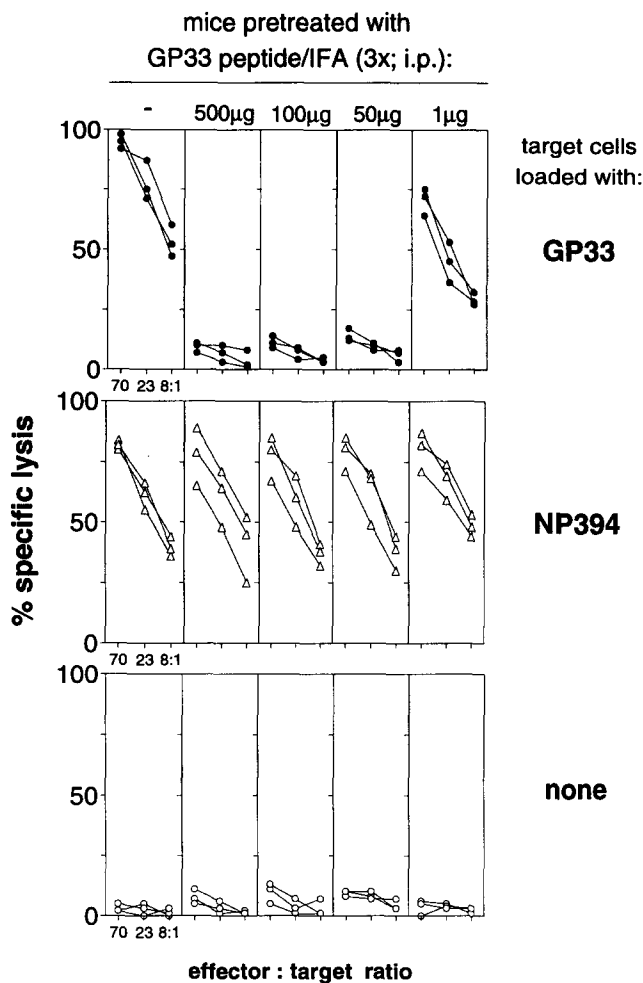 mice pretreated with
GP33 peptide/IFA (3x; i.p.):
- 500µg 100µg 50µg 1µg
target cells
loaded with:
100
50
0
GP33
70 23 8:1
100
50
0
NP394
70 23 8:1
100
50
0
none
70 23 8:1
% specific lysis
effector : target ratio